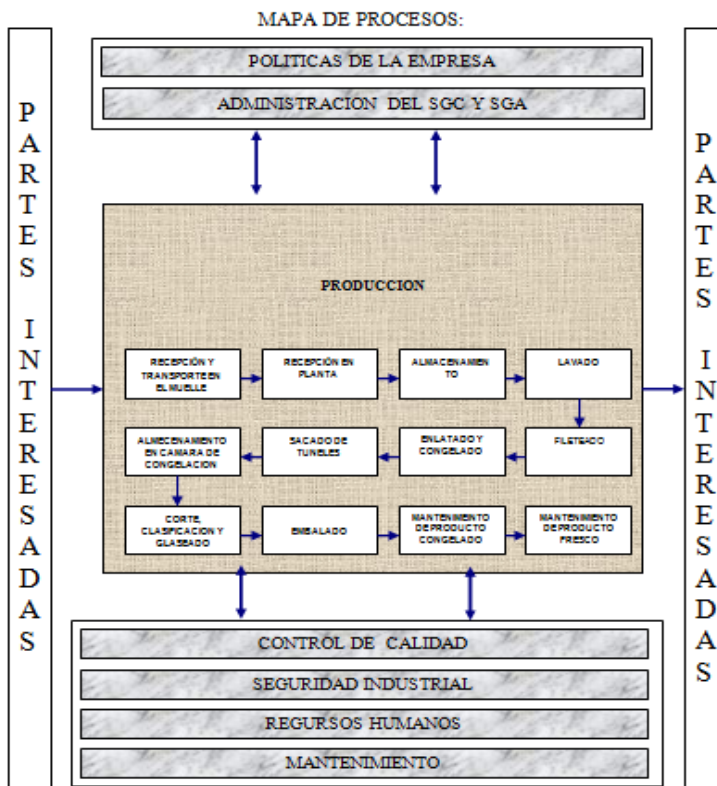 MAPA DE PROCESOS:
POLITICAS DE LA EMPRESA
ADMINISTRACION DEL SGC Y SGA
PARTES INTERESADAS
PRODUCCION
RECEPCIÓN Y
TRANSPORTE EN
EL MUELLE
RECEPCIÓN EN
PLANTA
ALMACENAMIEN
TO
LAVADO
ALMECENAMIENTO
EN CAMARA DE
CONGELACION
SACADO DE
TUNELES
ENLATADO Y
CONGELADO
FILETEADO
CORTE,
CLASIFICACION Y
GLASEADO
EMBALADO
MANTENIMIENTO
DE PRODUCTO
CONGELADO
MANTENIMIENTO
DE PRODUCTO
FRESCO
PARTES INTERESADAS
CONTROL DE CALIDAD
SEGURIDAD INDUSTRIAL
REGURSOS HUMANOS
MANTENIMIENTO